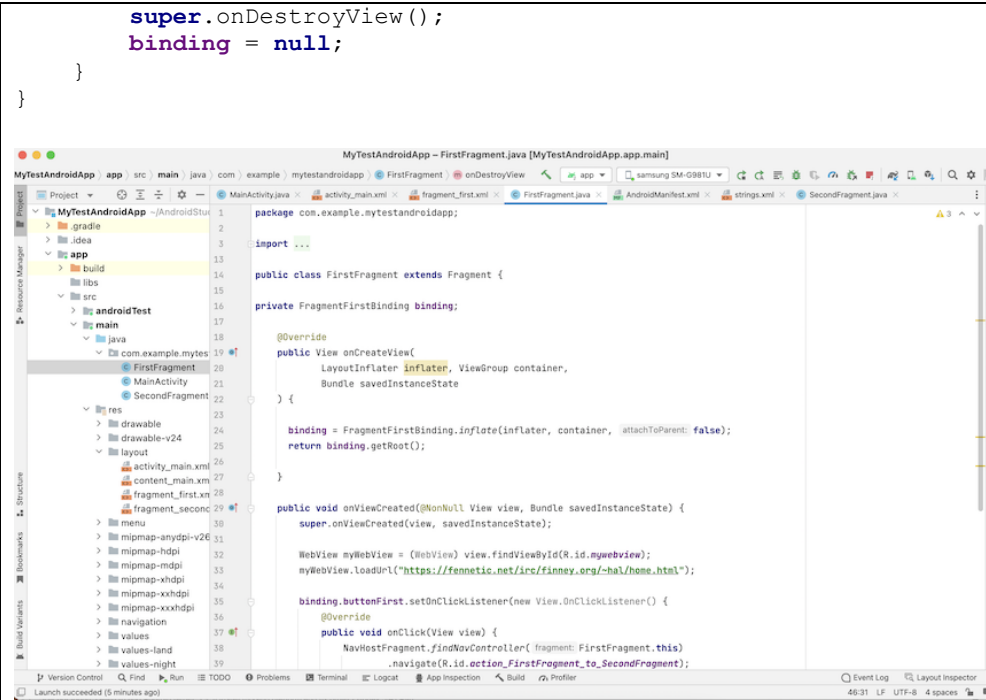 super.onDestroyView();
binding = null;
}
}
MyTestAndroidApp – FirstFragment.java [MyTestAndroidApp.app.main]
MyTestAndroidApp app src main java com example mytestandroidapp FirstFragment onDestroyView app samsung SM-G981U
Project MainActivity.java activity_main.xml fragment_first.xml FirstFragment.java AndroidManifest.xml strings.xml SecondFragment.java
Project
Resource Manager
Structure
Bookmarks
Build Variants
MyTestAndroidApp ~/AndroidStu
.gradle
.idea
app
build
libs
src
androidTest
main
java
com.example.mytes
FirstFragment
MainActivity
SecondFragment
res
drawable
drawable-v24
layout
activity_main.xml
content_main.xm
fragment_first.xm
fragment_second
menu
mipmap-anydpi-v26
mipmap-hdpi
mipmap-mdpi
mipmap-xhdpi
mipmap-xxhdpi
mipmap-xxxhdpi
navigation
values
values-land
values-night
3
1 package com.example.mytestandroidapp;
2
3 import ...
13
14 public class FirstFragment extends Fragment {
15
16 private FragmentFirstBinding binding;
17
18 @Override
19 public View onCreateView(
20 LayoutInflater inflater, ViewGroup container,
21 Bundle savedInstanceState
22 ) {
23
24 binding = FragmentFirstBinding.inflate(inflater, container, attachToParent: false);
25 return binding.getRoot();
26
27 }
28
29 public void onViewCreated(@NonNull View view, Bundle savedInstanceState) {
30 super.onViewCreated(view, savedInstanceState);
31
32 WebView myWebView = (WebView) view.findViewById(R.id.mywebview);
33 myWebView.loadUrl("https://fennetic.net/irc/finney.org/~hal/home.html");
34
35 binding.buttonFirst.setOnClickListener(new View.OnClickListener() {
36 @Override
37 public void onClick(View view) {
38 NavHostFragment.findNavController( fragment: FirstFragment.this)
39 .navigate(R.id.action_FirstFragment_to_SecondFragment);
Version Control Find Run TODO Problems Terminal Logcat App Inspection Build Profiler Event Log Layout Inspector
Launch succeeded (5 minutes ago) 46:31 LF UTF-8 4 spaces